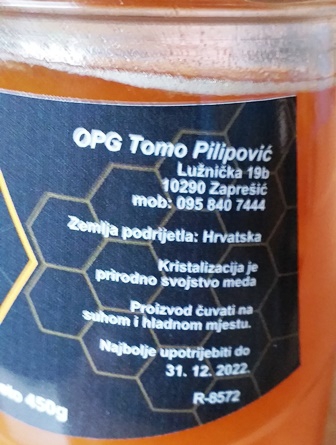 OPG Tomo Pilipović
Lužnička 19b
10290 Zaprešić
mob: 095 840 7444
Zemlja podrijetla: Hrvatska
Kristalizacija je
prirodno svojstvo meda
Proizvod čuvati na
suhom i hladnom mjestu.
Najbolje upotrijebiti do
31. 12. 2022.
R-8572
450g